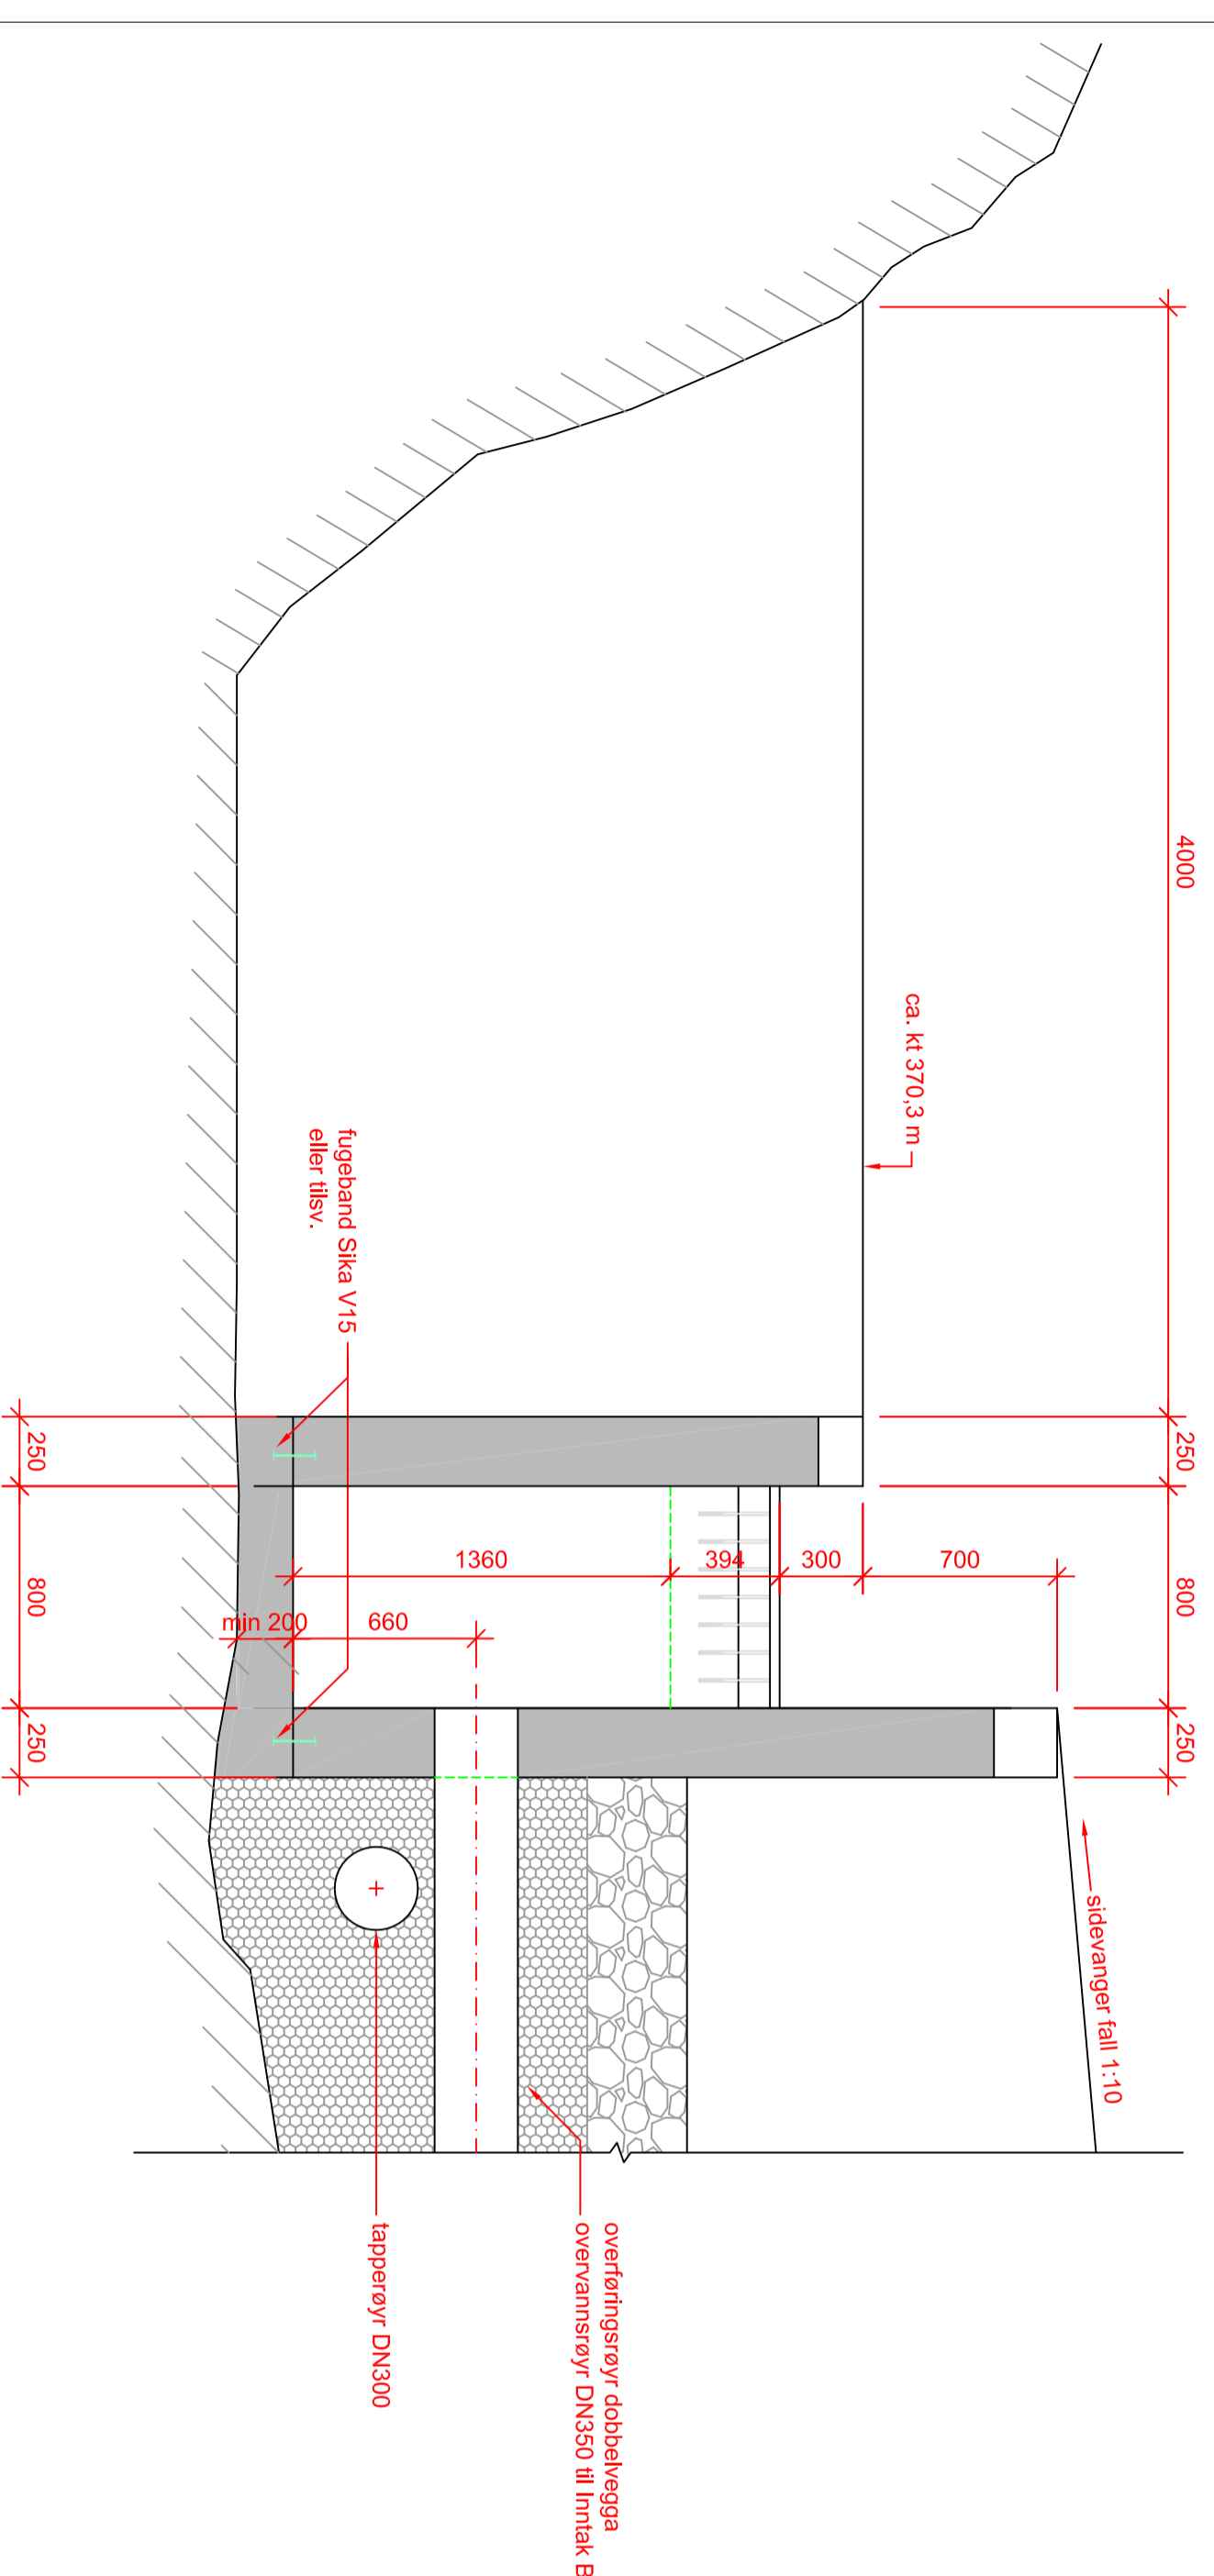 4000
250
800
250
ca. kt 370,3 m
fugeband Sika V15
eller tilsv.
700
300
394
1360
660
min 200
250
800
250
sidevanger fall 1:10
overføringsrøyr dobbelvegga
overvannsrøyr DN350 til Inntak B
tapperøyr DN300